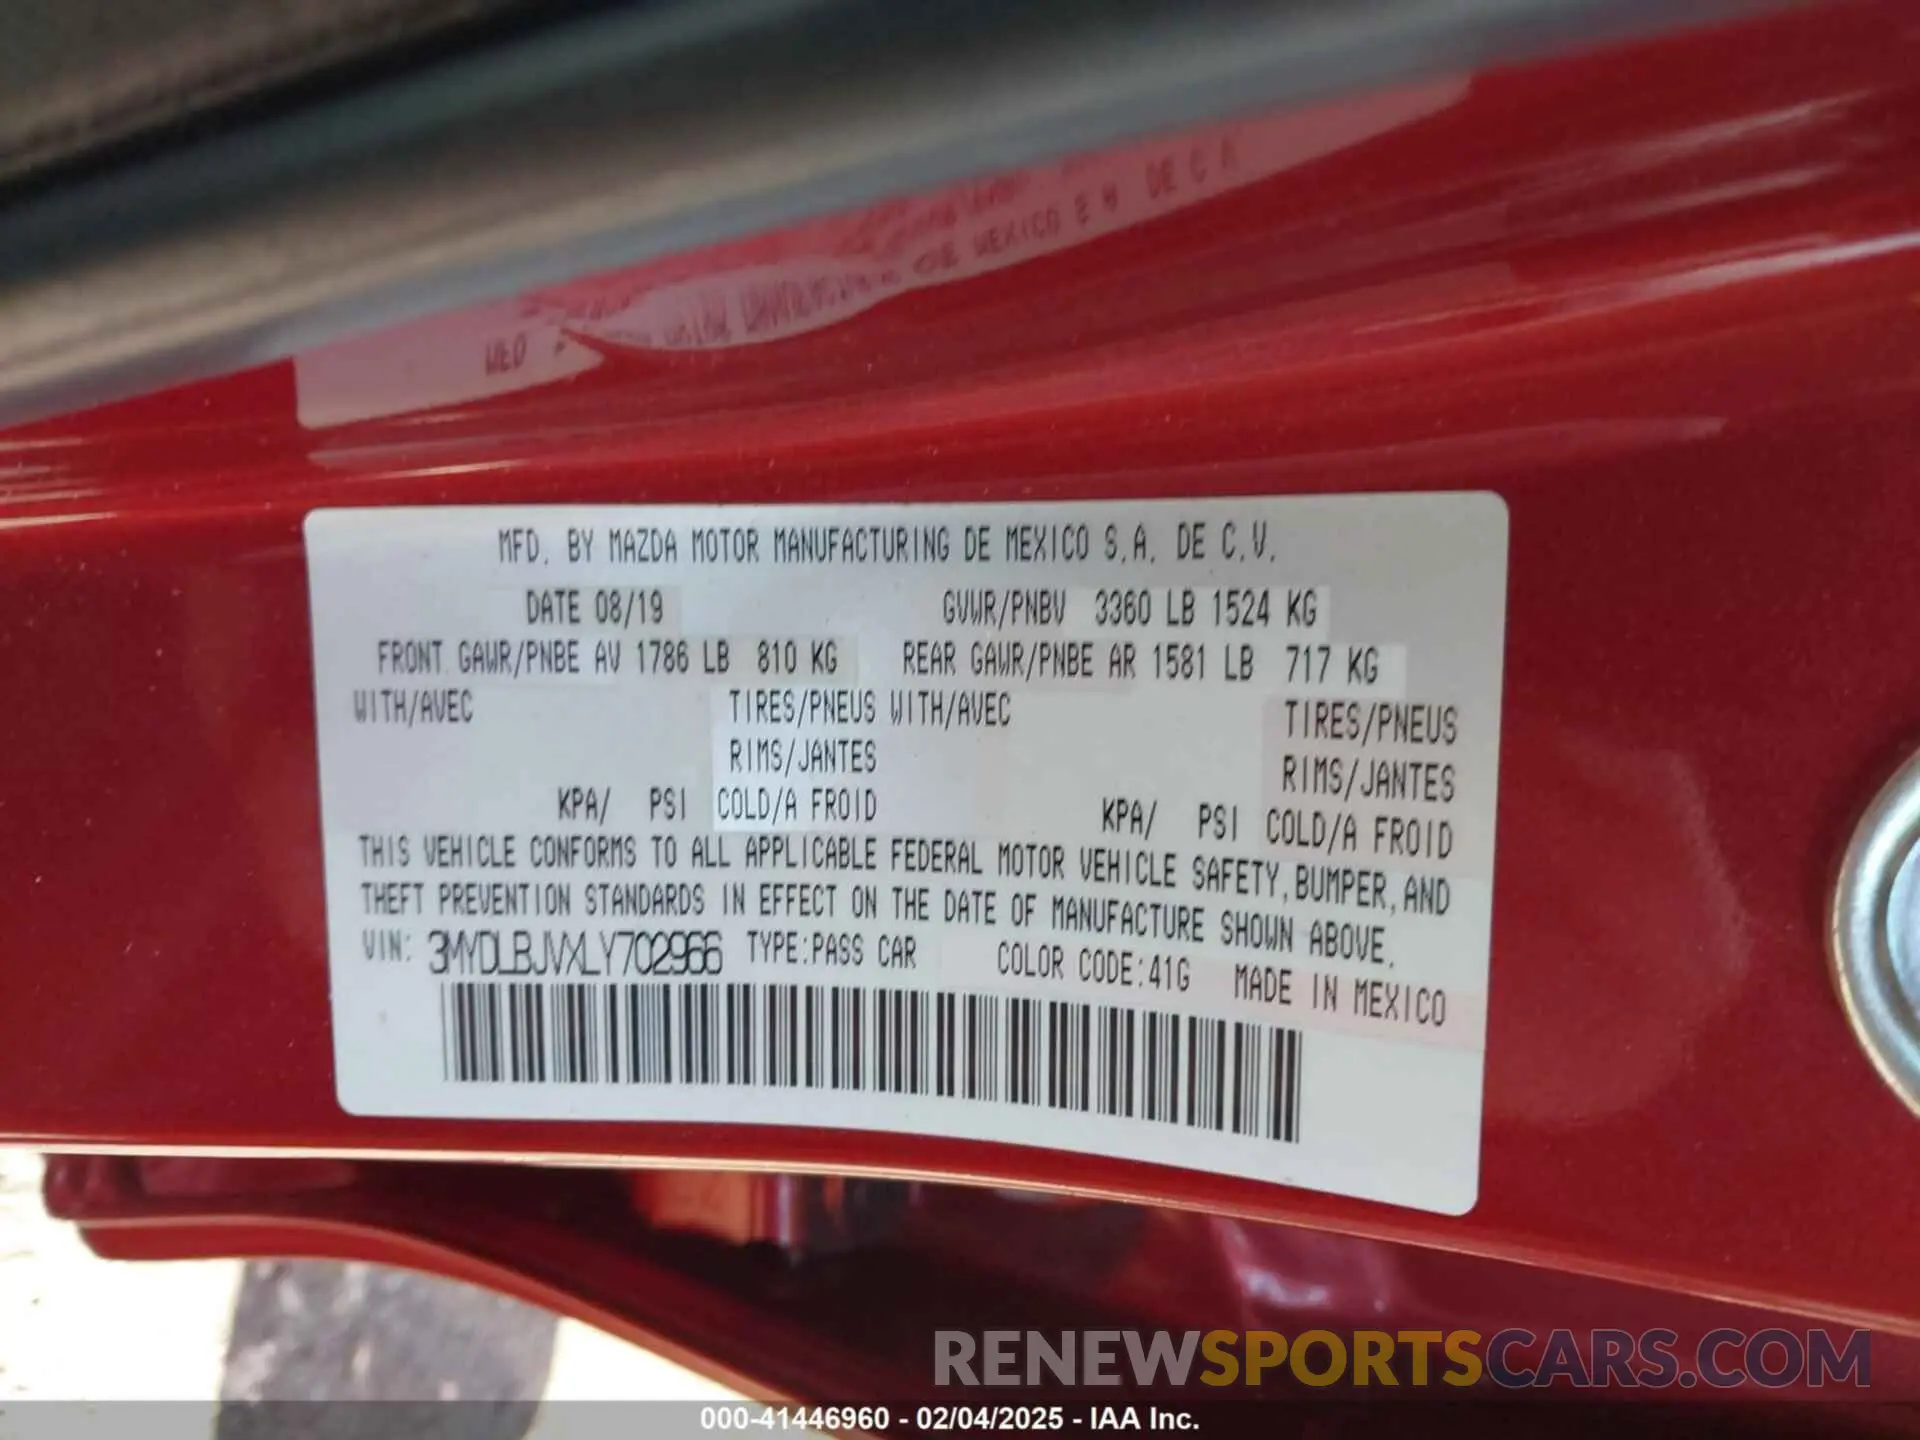 MFD. BY MAZDA MOTOR MANUFACTURING DE MEXICO S.A. DE C.V.
DATE 08/19 GVWR/PNBV 3360 LB 1524 KG
FRONT GAWR/PNBE AV 1786 LB 810 KG REAR GAWR/PNBE AR 1581 LB 717 KG
WITH/AVEC TIRES/PNEUS WITH/AVEC TIRES/PNEUS
RIMS/JANTES RIMS/JANTES
KPA/ PSI COLD/A FROID KPA/ PSI COLD/A FROID
THIS VEHICLE CONFORMS TO ALL APPLICABLE FEDERAL MOTOR VEHICLE SAFETY, BUMPER, AND
THEFT PREVENTION STANDARDS IN EFFECT ON THE DATE OF MANUFACTURE SHOWN ABOVE.
VIN: 3MYDLBJVXLY702966 TYPE:PASS CAR COLOR CODE:41G MADE IN MEXICO
RENEWSPORTSCARS.COM
000-41446960 - 02/04/2025 - IAA Inc.